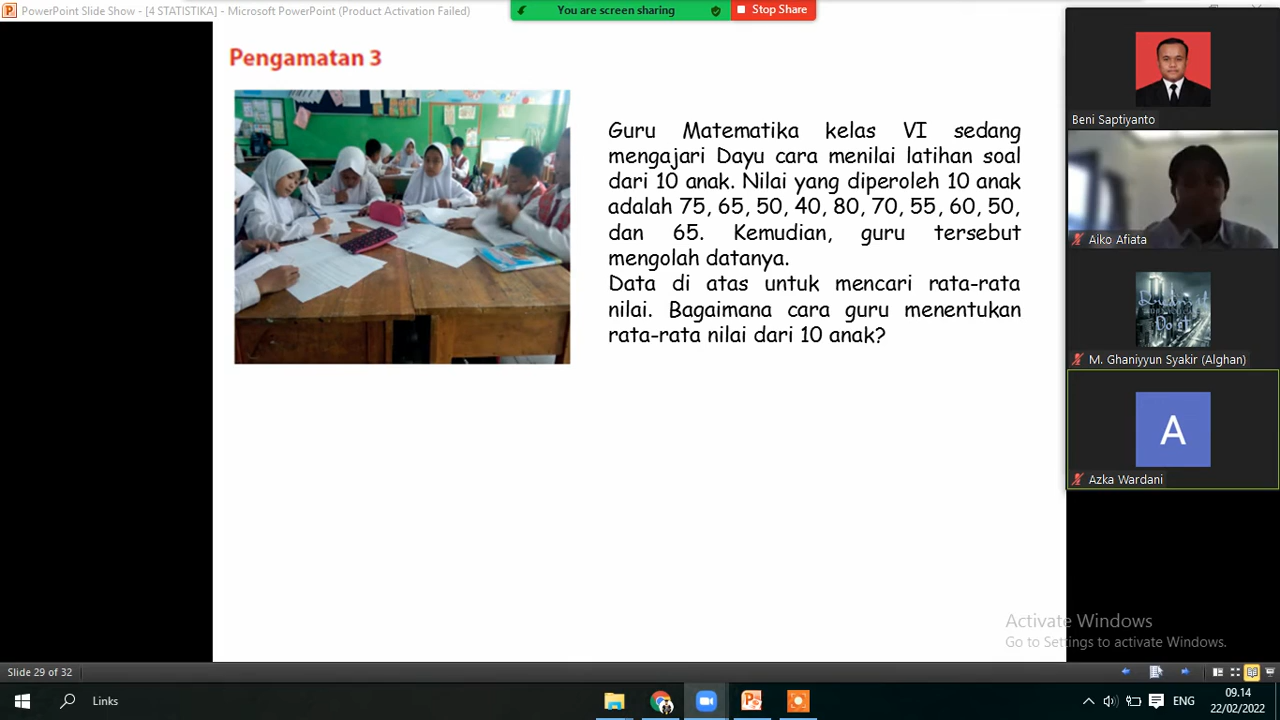 PowerPoint Slide Show - [4 STATISTIKA] - Microsoft PowerPoint (Product Activation Failed)
You are screen sharing
Stop Share
Pengamatan 3
Guru Matematika kelas VI sedang
mengajari Dayu cara menilai latihan soal
dari 10 anak. Nilai yang diperoleh 10 anak
adalah 75, 65, 50, 40, 80, 70, 55, 60, 50,
dan 65. Kemudian, guru tersebut
mengolah datanya.
Data di atas untuk mencari rata-rata
nilai. Bagaimana cara guru menentukan
rata-rata nilai dari 10 anak?
Beni Saptiyanto
Aiko Afiata
M. Ghaniyyun Syakir (Alghan)
A
Azka Wardani
Activate Windows
Go to Settings to activate Windows.
Slide 29 of 32
Links
ENG
09.14
22/02/2022